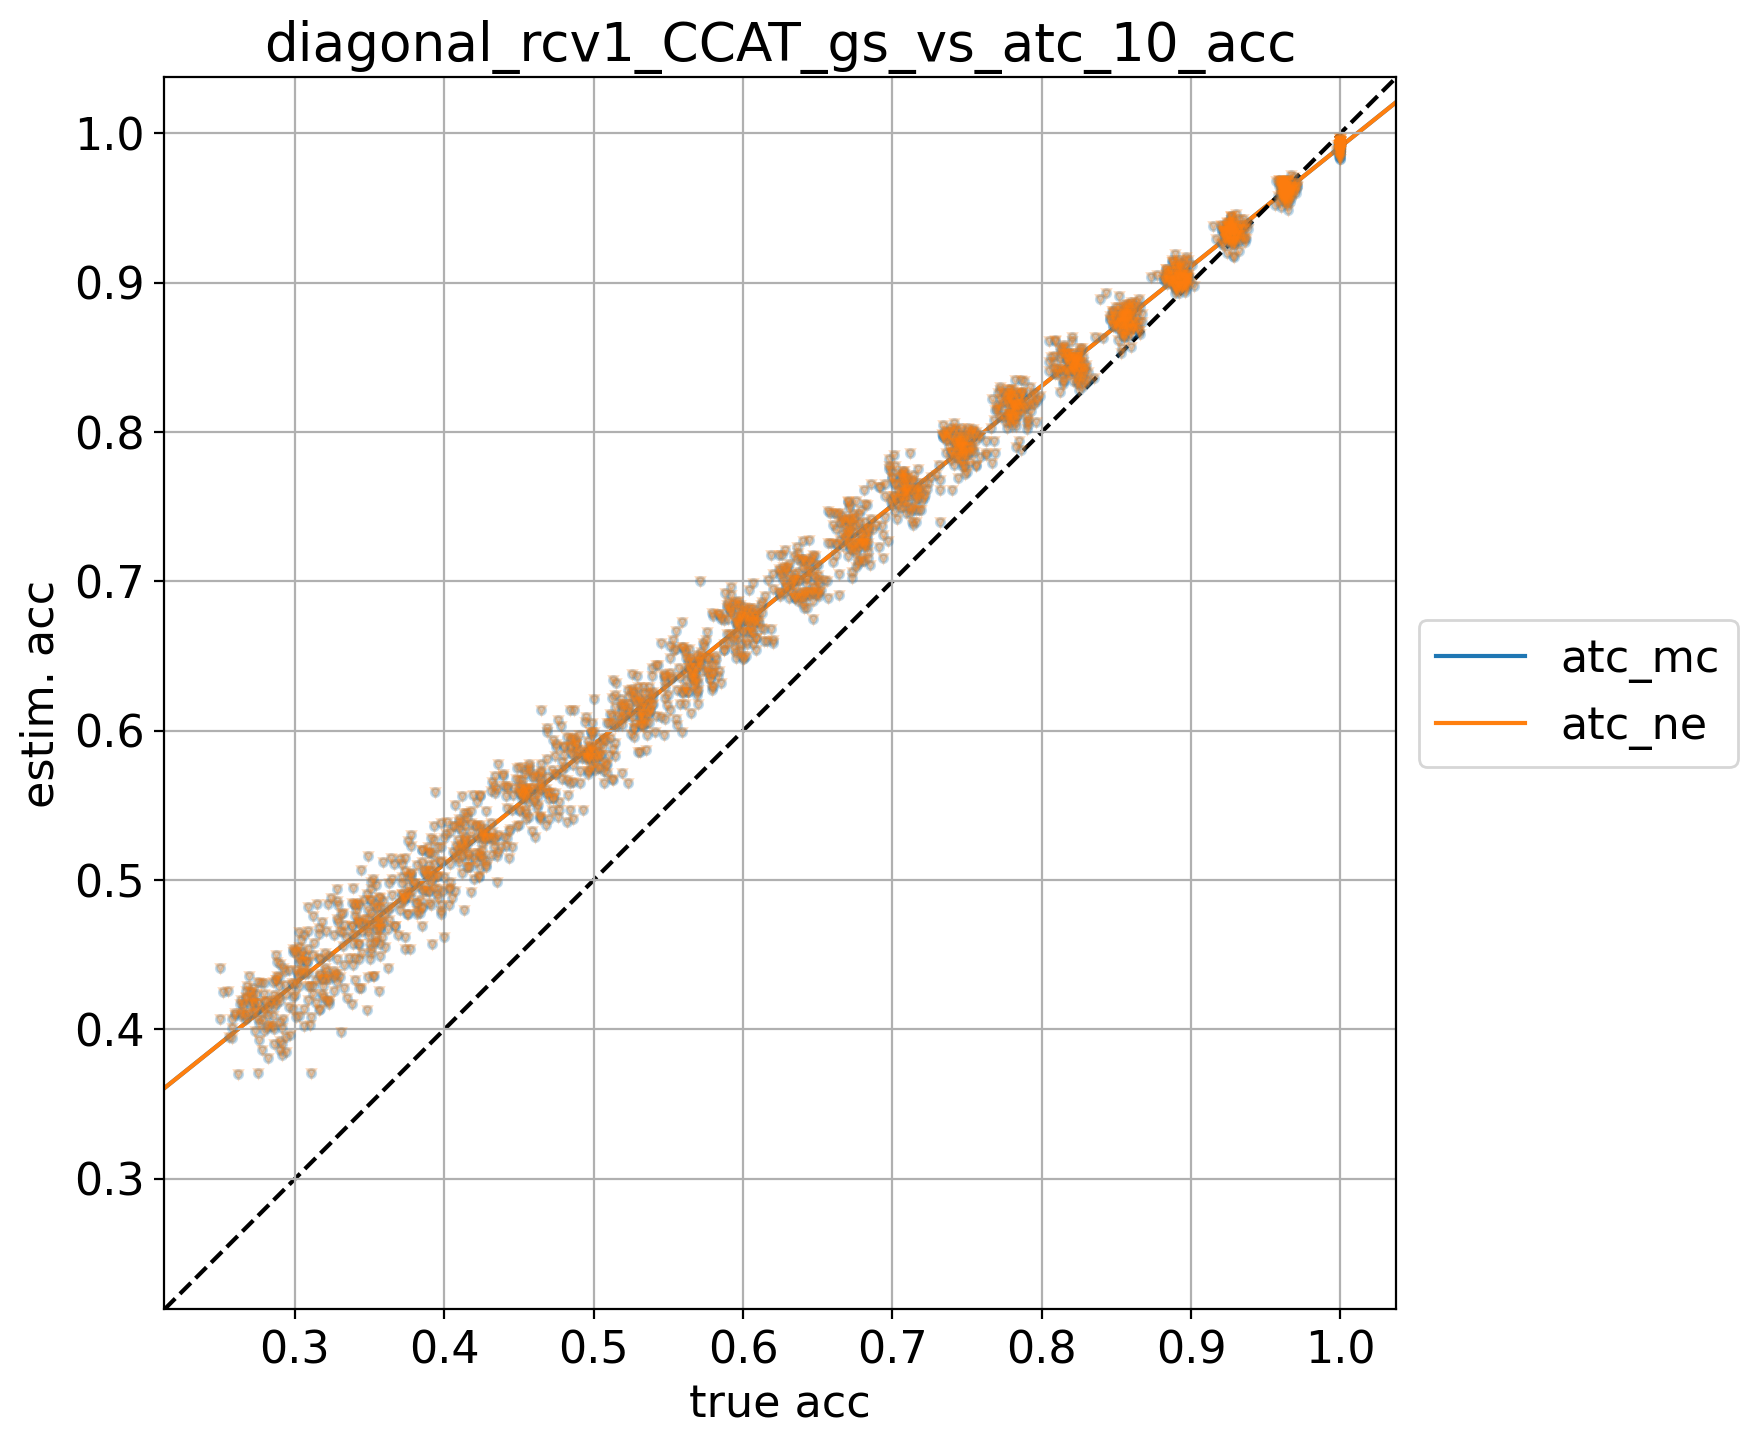 diagonal_rcv1_CCAT_gs_vs_atc_10_acc
1.0
0.9
0.8
0.7
0.6
0.5
0.4
0.3
estim. acc
0.3 0.4 0.5 0.6 0.7 0.8 0.9 1.0
true acc
atc_mc
atc_ne